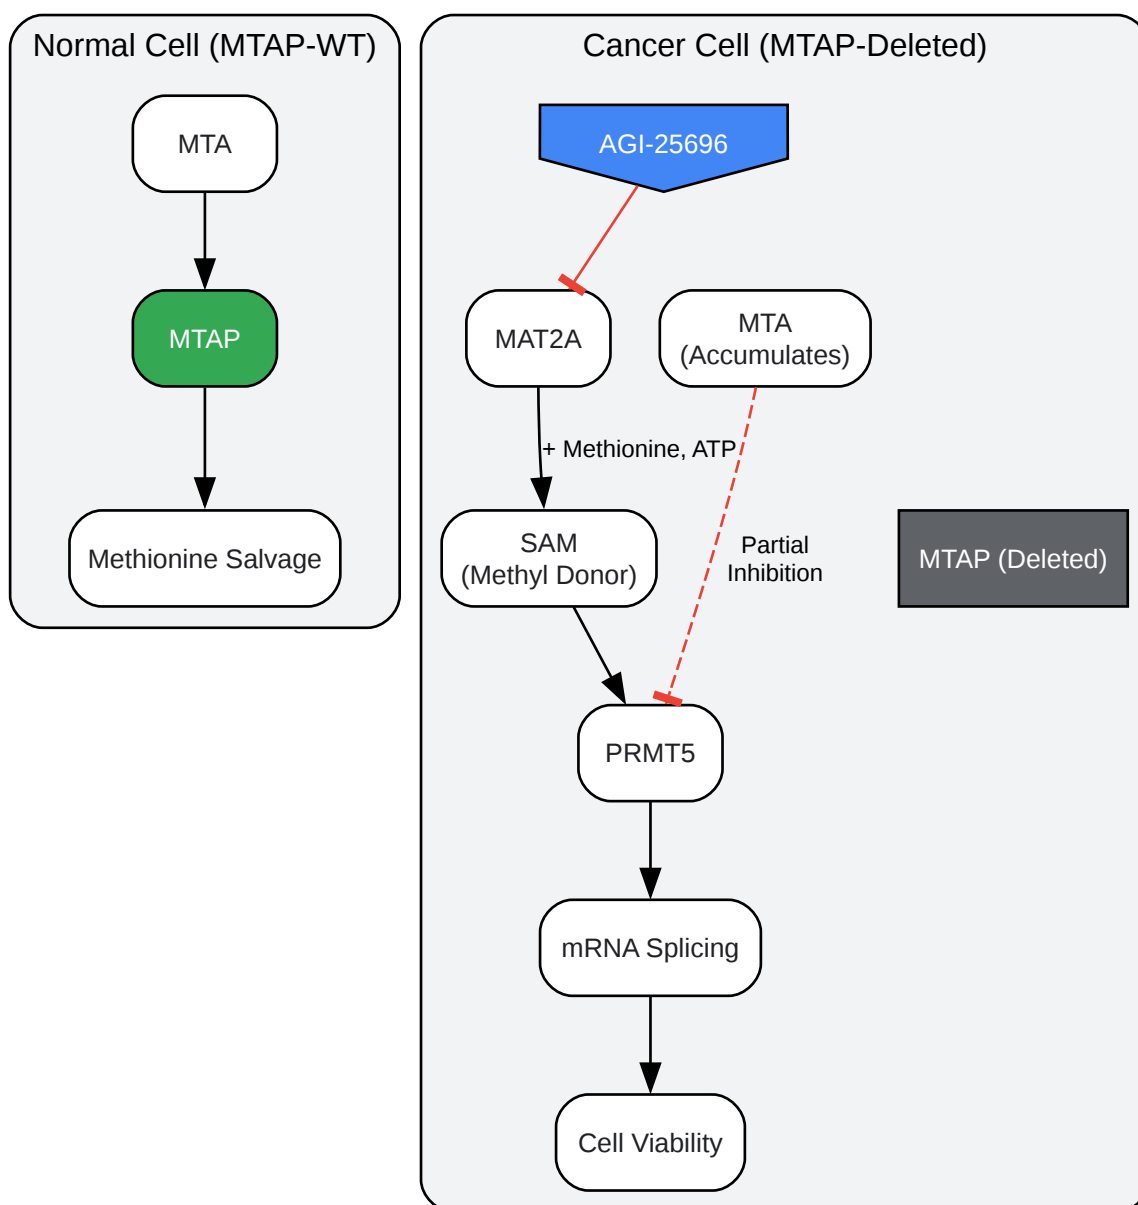 Normal Cell (MTAP-WT)
MTA
MTAP
Methionine Salvage
Cancer Cell (MTAP-Deleted)
AGI-25696
MAT2A
MTA
(Accumulates)
+ Methionine, ATP
SAM
(Methyl Donor)
Partial
Inhibition
MTAP (Deleted)
PRMT5
mRNA Splicing
Cell Viability